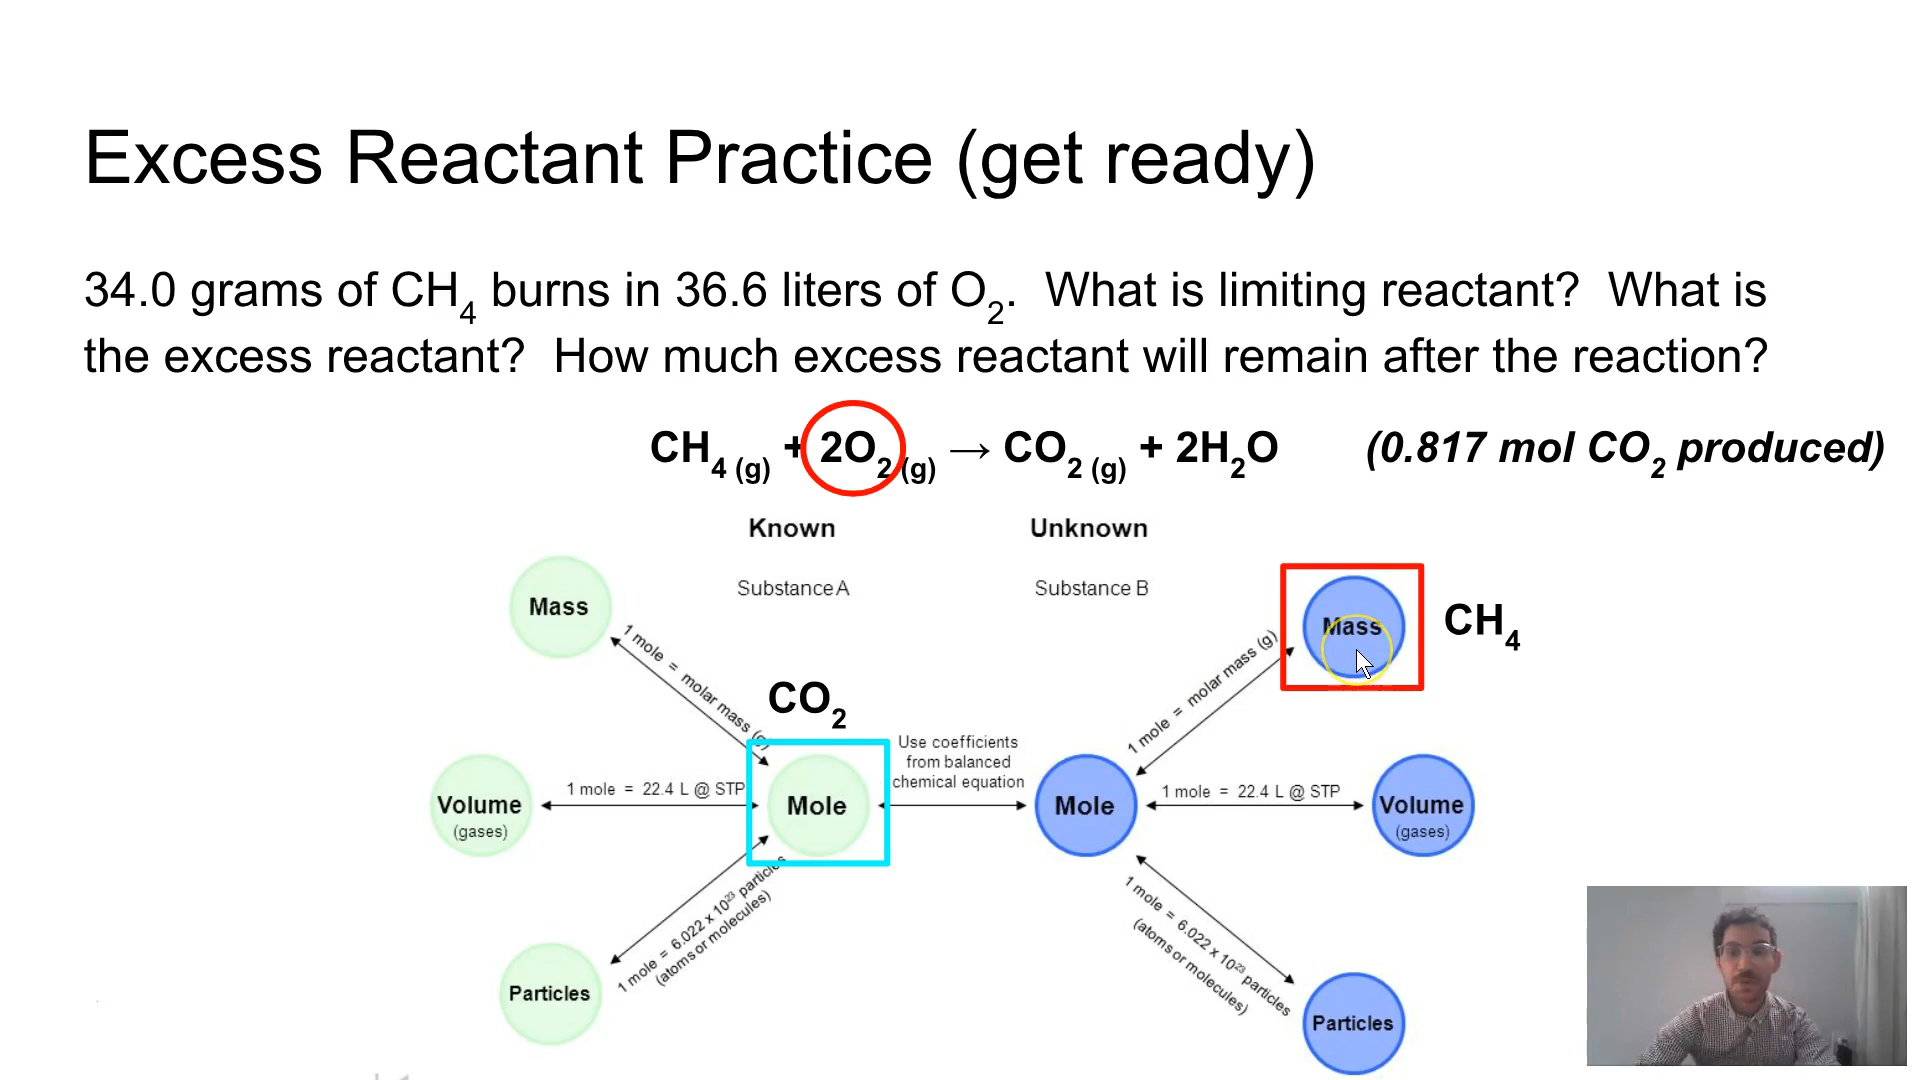 Excess Reactant Practice (get ready)
34.0 grams of CH₄ burns in 36.6 liters of O₂. What is limiting reactant? What is
the excess reactant? How much excess reactant will remain after the reaction?
CH₄ (g) + 2O₂ (g) → CO₂ (g) + 2H₂O (0.817 mol CO₂ produced)
Known
Unknown
Substance A
Substance B
Mass
1 mole = molar mass (g)
CO₂
Volume
(gases)
1 mole = 22.4 L @ STP
Mole
Use coefficients
from balanced
chemical equation
Particles
1 mole = 6.022 x 10²³ particles
(atoms or molecules)
Mole
1 mole = molar mass (g)
Mass
CH₄
1 mole = 22.4 L @ STP
Volume
(gases)
1 mole = 6.022 x 10²³ particles
(atoms or molecules)
Particles